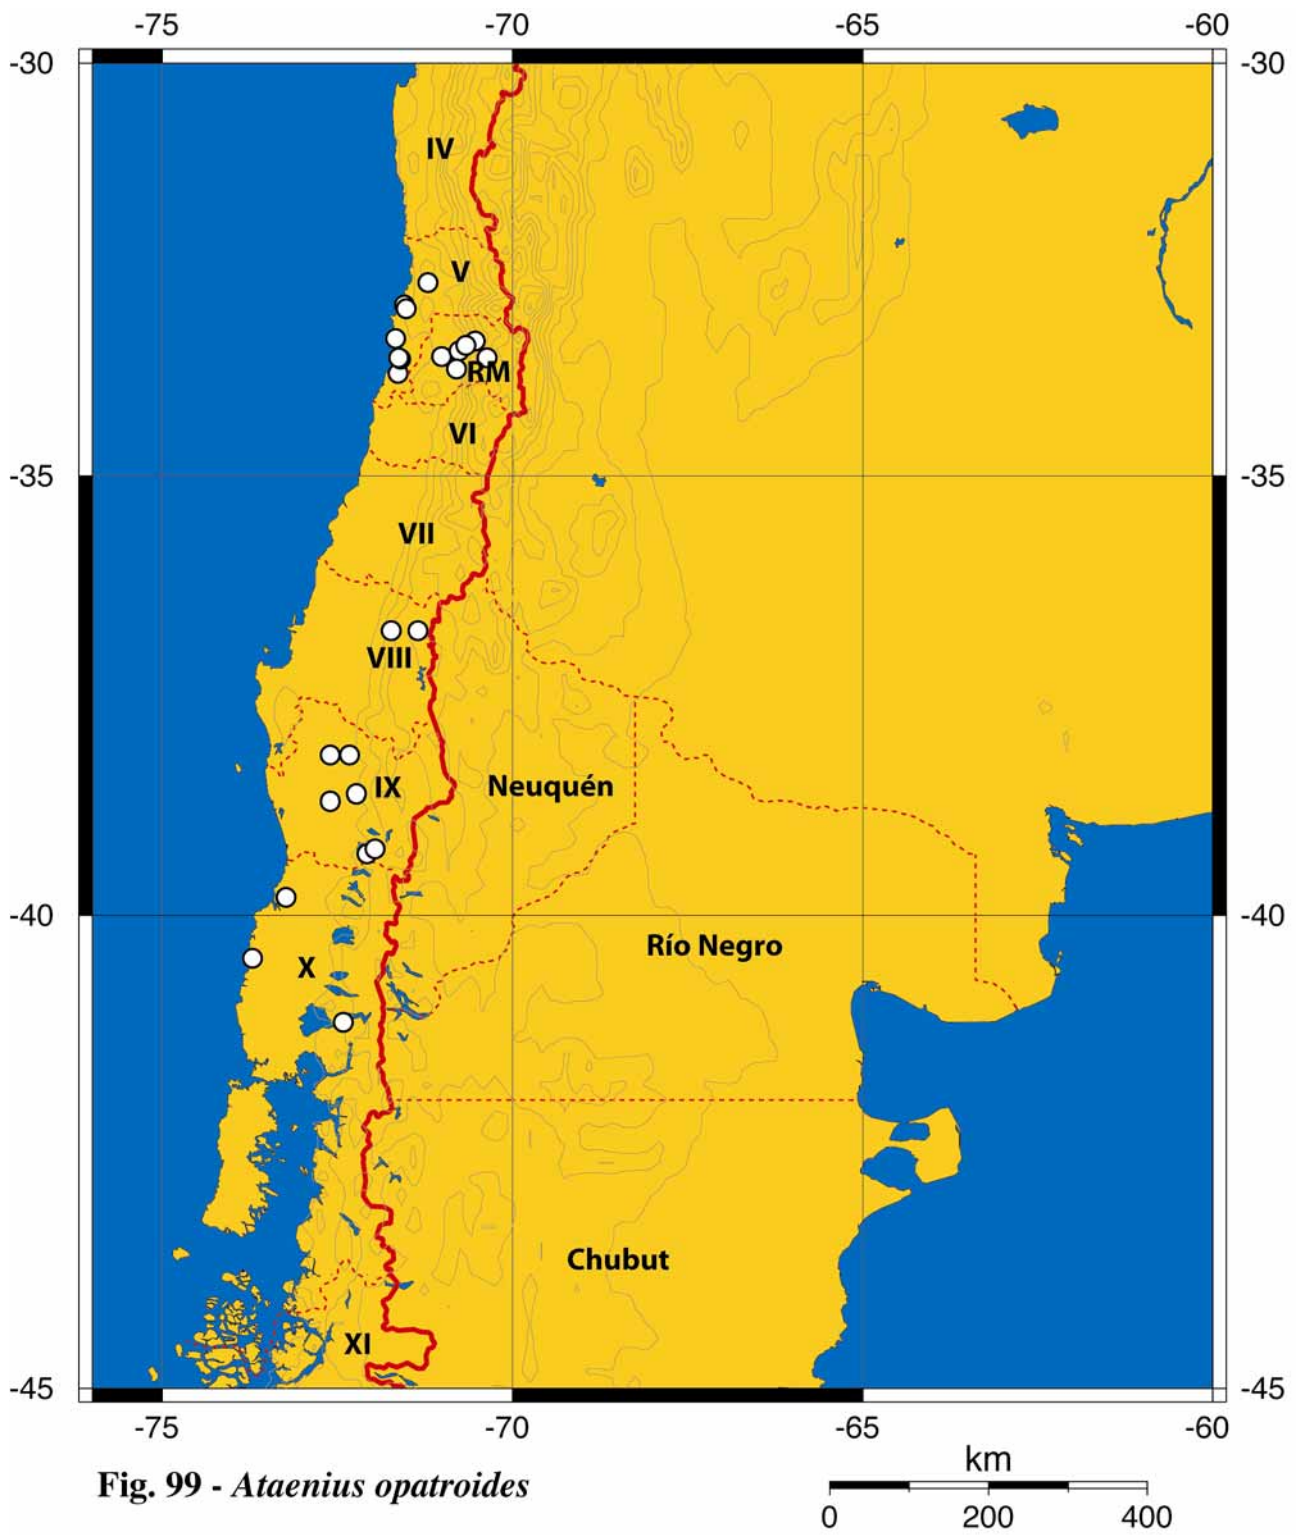 -75 -70 -65 -60
-30 -30
IV
V
RM
VI
-35 -35
VII
VIII
IX Neuquén
-40 -40
Río Negro
X
Chubut
XI
-45 -45
-75 -70 -65 -60
km
Fig. 99 - Ataenius opatroides
0 200 400